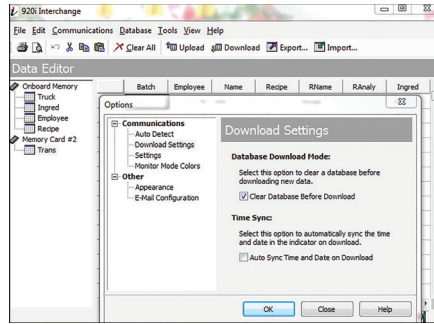 920i Interchange
File Edit Communications Database Tools View Help
Clear All Upload Download Export... Import...
Data Editor
Onboard Memory
Truck
Ingred
Employee
Recipe
Memory Card #2
Trans
Batch Employee Name Recipe RName RAnaly Ingred
Options
Communications
Auto Detect
Download Settings
Settings
Monitor Mode Colors
Other
Appearance
E-Mail Configuration
Download Settings
Database Download Mode:
Select this option to clear a database before
downloading new data.
Clear Database Before Download
Time Sync:
Select this option to automatically sync the time
and date in the indicator on download.
Auto Sync Time and Date on Download
OK Close Help